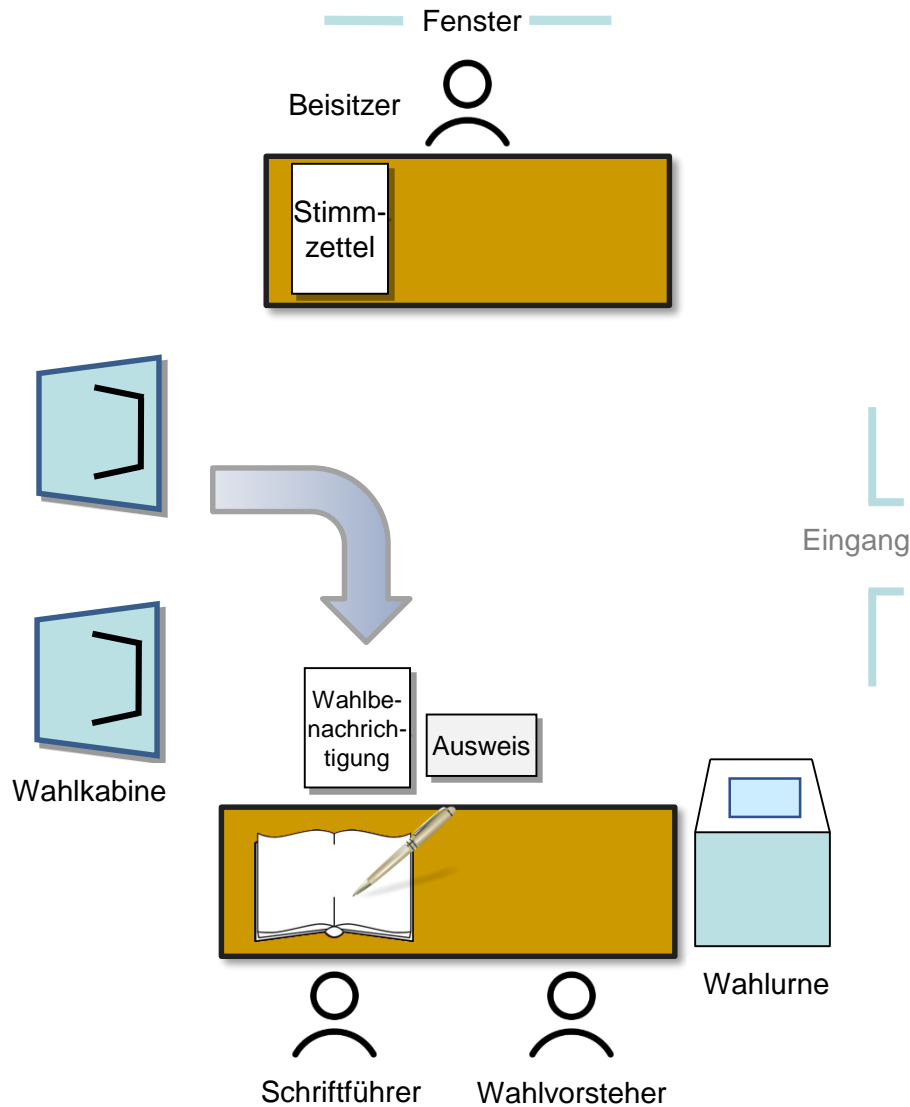 Fenster
Beisitzer
Stimm-
zettel
Eingang
Wahlbe-
nachrich-
tigung
Ausweis
Wahlkabine
Wahlurne
Schriftführer
Wahlvorsteher